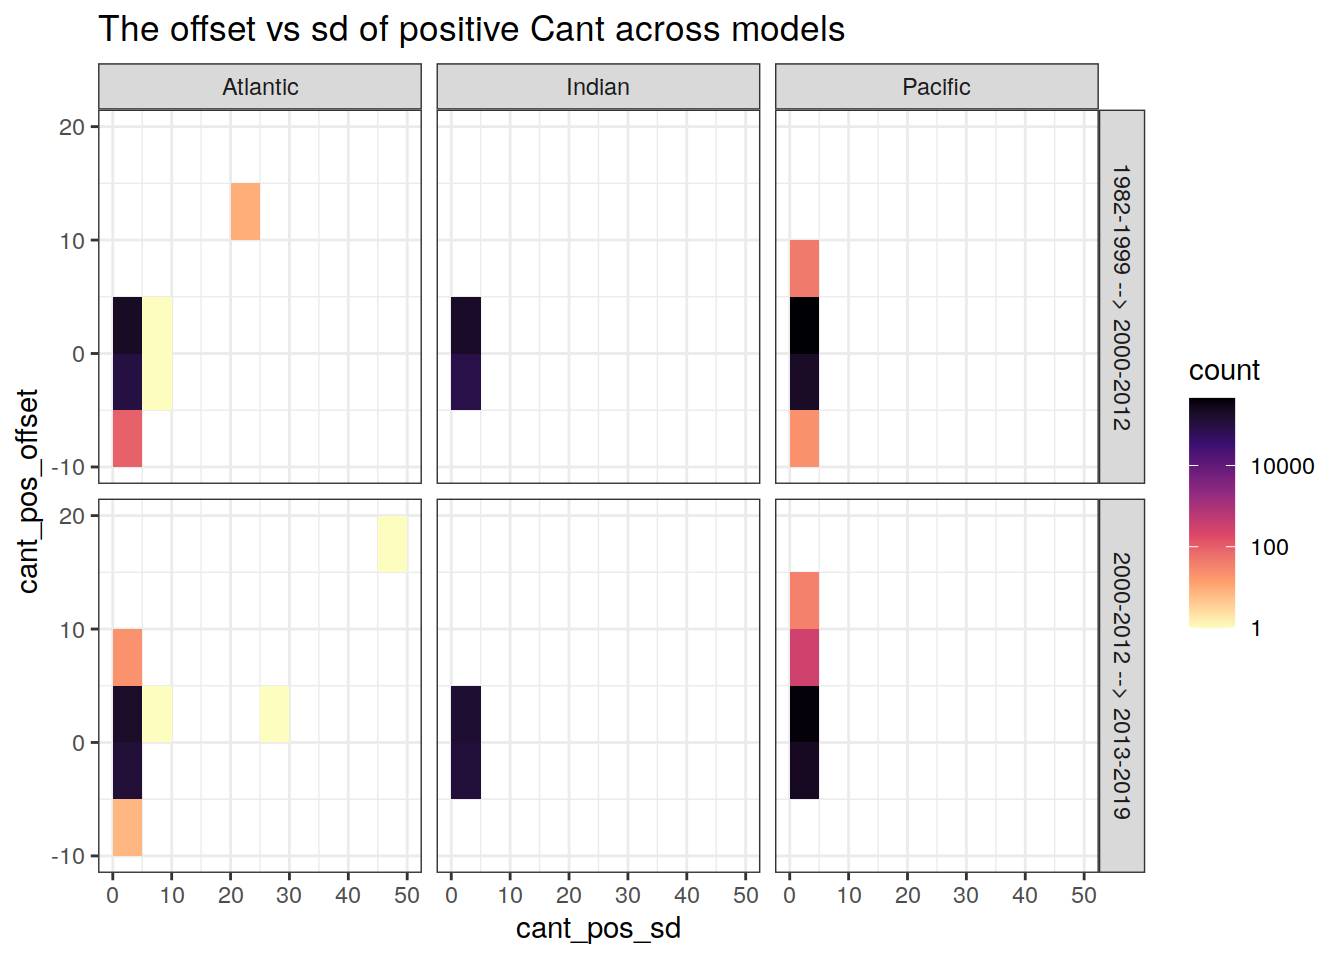 The offset vs sd of positive Cant across models
Atlantic
Indian
Pacific
20
10
0
-10
1982-1999 --> 2000-2012
20
10
0
-10
2000-2012 --> 2013-2019
0 10 20 30 40 50
0 10 20 30 40 50
0 10 20 30 40 50
cant_pos_sd
cant_pos_offset
count
10000
100
1